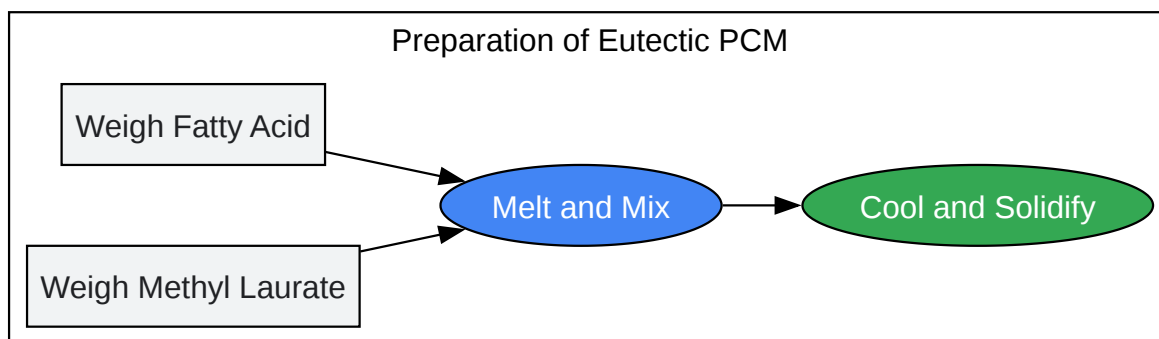 Preparation of Eutectic PCM
Weigh Fatty Acid
Melt and Mix
Cool and Solidify
Weigh Methyl Laurate